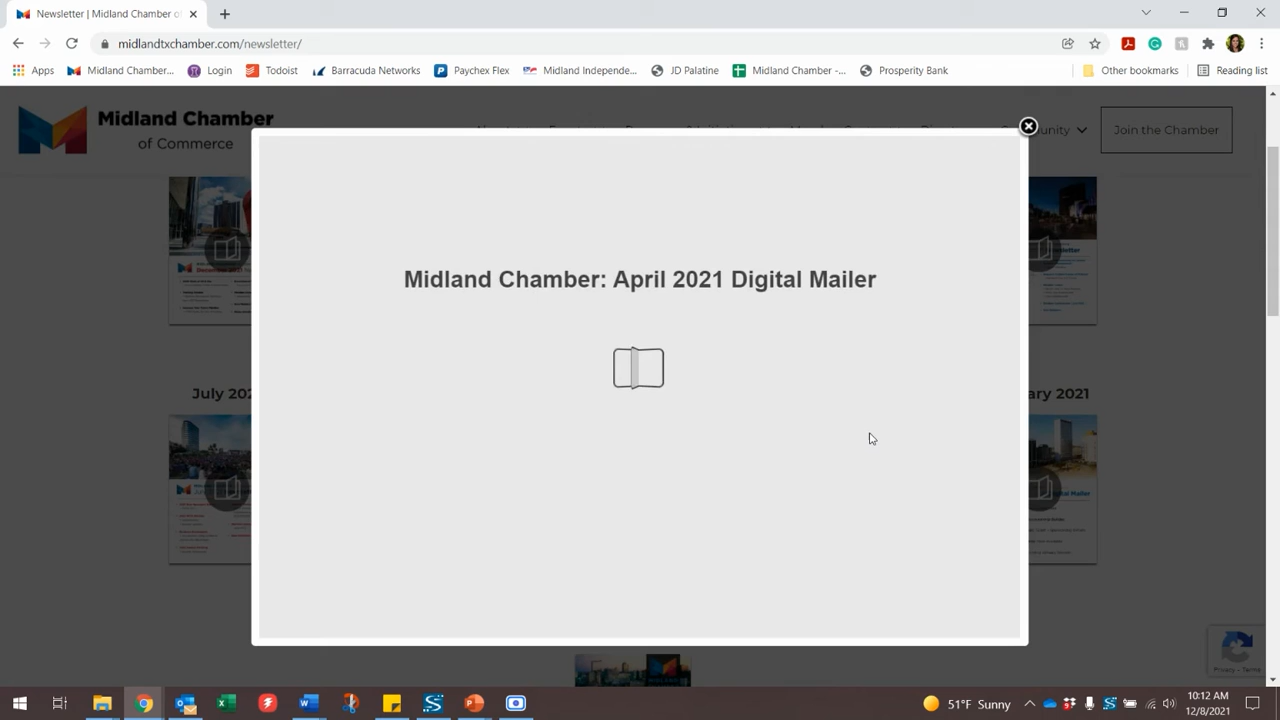 Newsletter | Midland Chamber o
midlandtxchamber.com/newsletter/
Apps
Midland Chamber...
Login
Todoist
Barracuda Networks
Paychex Flex
Midland Independe...
JD Palatine
Midland Chamber -...
Prosperity Bank
Other bookmarks
Reading list
Midland Chamber
of Commerce
Join the Chamber
Midland Chamber: April 2021 Digital Mailer
July 202
ary 2021
Privacy - Terms
51°F Sunny
10:12 AM
12/8/2021